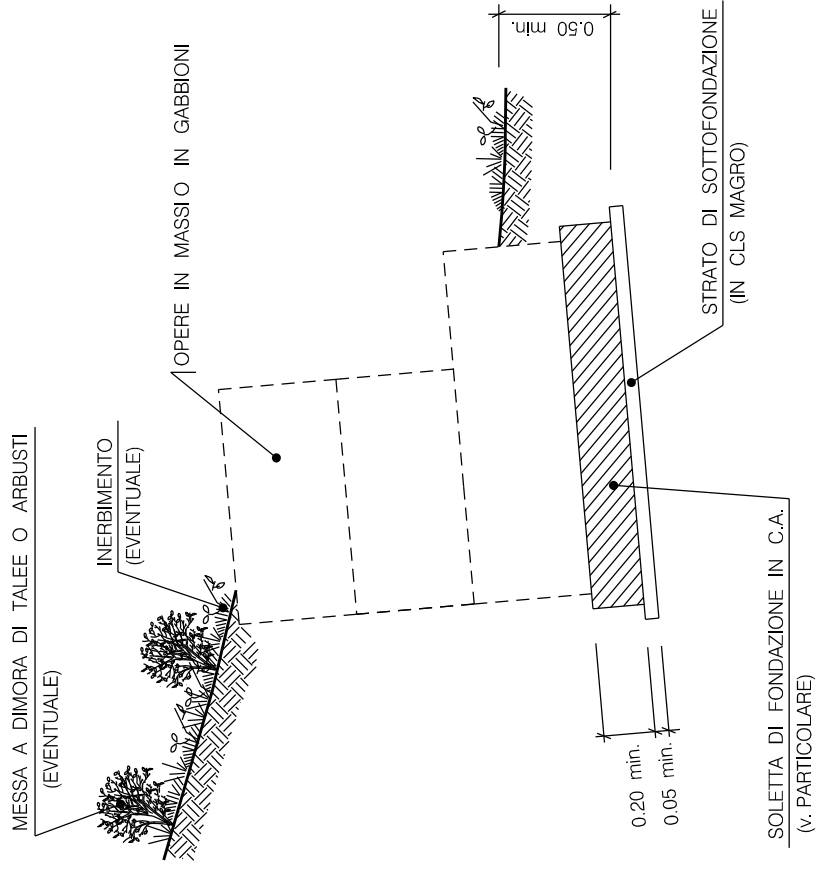 MESSA A DIMORA DI TALEE O ARBUSTI
(EVENTUALE)
INERBIMENTO
(EVENTUALE)
OPERE IN MASSI O IN GABBIONI
0.50 min.
0.20 min.
0.05 min.
SOLETTA DI FONDAZIONE IN C.A.
(v. PARTICOLARE)
STRATO DI SOTTOFONDAZIONE
(IN CLS MAGRO)